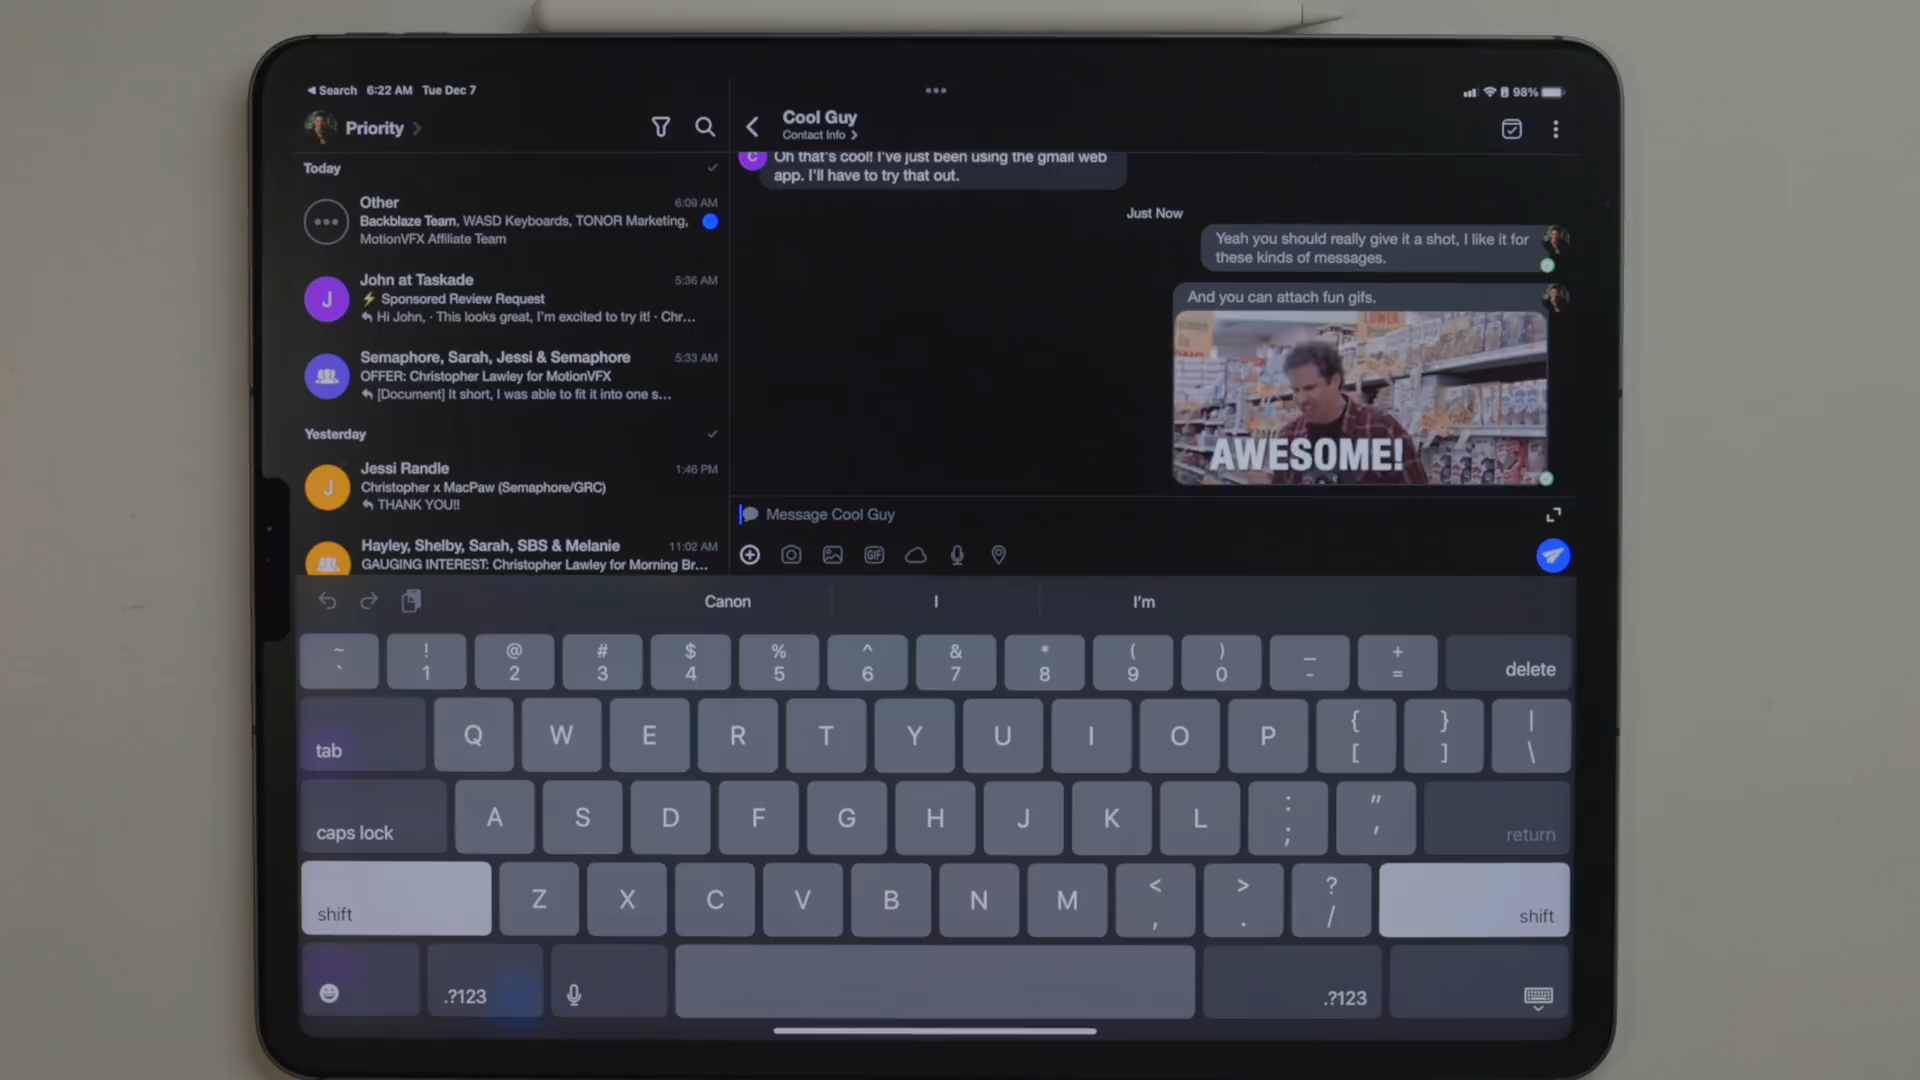 Search 6:22 AM Tue Dec 7
98%
Priority
Today
Other 6:09 AM
Backblaze Team, WASD Keyboards, TONOR Marketing,
MotionVFX Affiliate Team
John at Taskade 5:36 AM
⚡ Sponsored Review Request
Hi John, · This looks great, I'm excited to try it! · Chr...
Semaphore, Sarah, Jessi & Semaphore 5:33 AM
OFFER: Christopher Lawley for MotionVFX
[Document] It short, I was able to fit it into one s...
Yesterday
J
J
Jessi Randle 1:46 PM
Christopher x MacPaw (Semaphore/GRC)
THANK YOU!!
Hayley, Shelby, Sarah, SBS & Melanie 11:02 AM
GAUGING INTEREST: Christopher Lawley for Morning Br...
Cool Guy
Contact Info
C
Oh that's cool! I've just been using the gmail web
app. I'll have to try that out.
Just Now
Yeah you should really give it a shot, I like it for
these kinds of messages.
And you can attach fun gifs.
LOWER
AWESOME!
Message Cool Guy
GIF
Canon I I'm
~ ! @ # $ % ^ & * ( ) _ +
` 1 2 3 4 5 6 7 8 9 0 - = delete
tab Q W E R T Y U I O P { [ } ] | \
caps lock A S D F G H J K L : ; " ' return
shift Z X C V B N M < , > . ? / shift
.?123 .?123